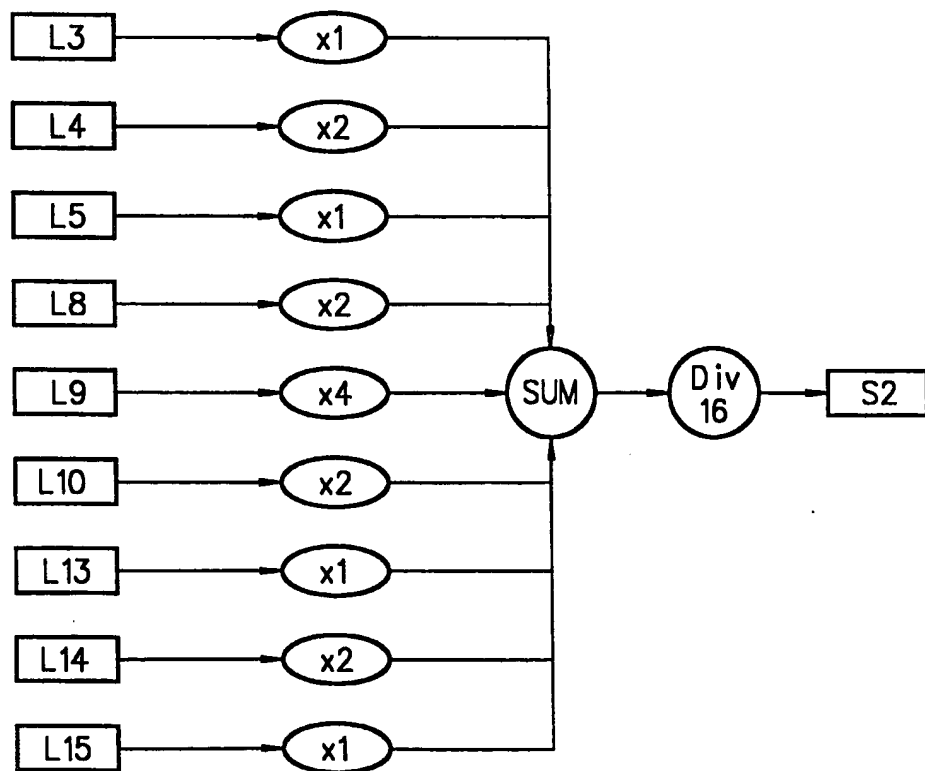 L3 x1
L4 x2
L5 x1
L8 x2
L9 x4 SUM Div 16 S2
L10 x2
L13 x1
L14 x2
L15 x1